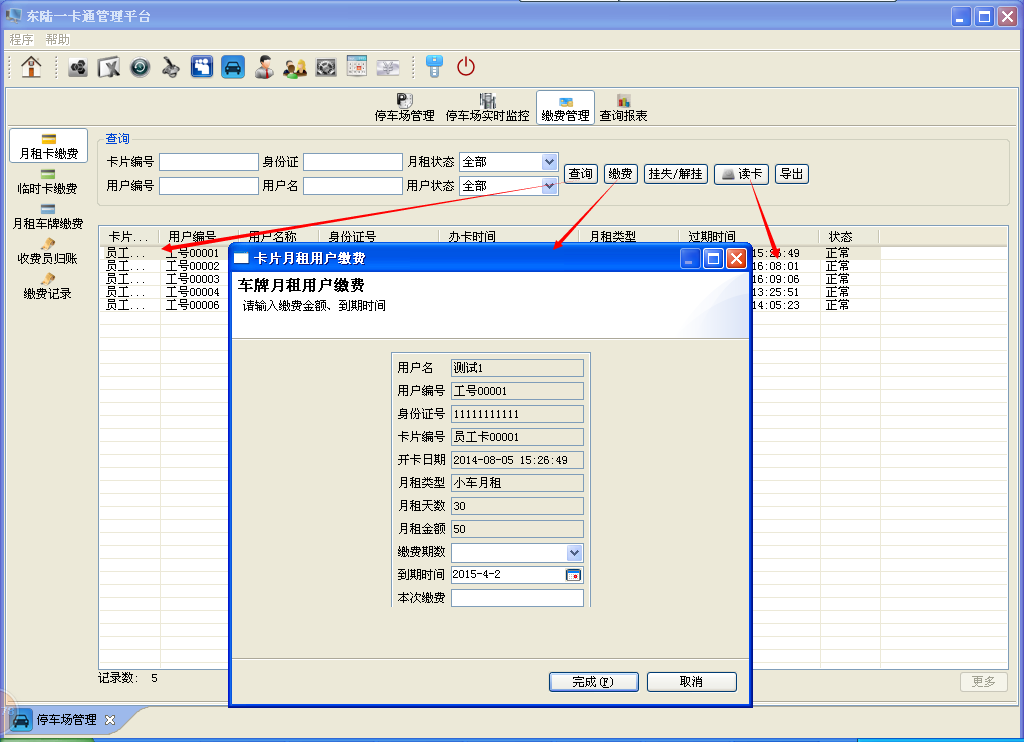 东陆一卡通管理平台
程序 帮助
停车场管理 停车场实时监控 缴费管理 查询报表
月租卡缴费
临时卡缴费
月租车牌缴费
收费员归账
缴费记录
查询
卡片编号 身份证 月租状态 全部
用户编号 用户名 用户状态 全部
查询 缴费 挂失/解挂 读卡 导出
卡片... 用户编号 用户名称 身份证号 办卡时间 月租类型 过期时间 状态
员工... 工号00001 正常
员工... 工号00002 16:08:01 正常
员工... 工号00003 16:09:06 正常
员工... 工号00004 13:25:51 正常
员工... 工号00006 14:05:23 正常
卡片月租用户缴费
车牌月租用户缴费
请输入缴费金额、到期时间
用户名 测试1
用户编号 工号00001
身份证号 11111111111
卡片编号 员工卡00001
开卡日期 2014-08-05 15:26:49
月租类型 小车月租
月租天数 30
月租金额 50
缴费期数
到期时间 2015-4-2
本次缴费
完成(F) 取消
记录数: 5
更多
停车场管理